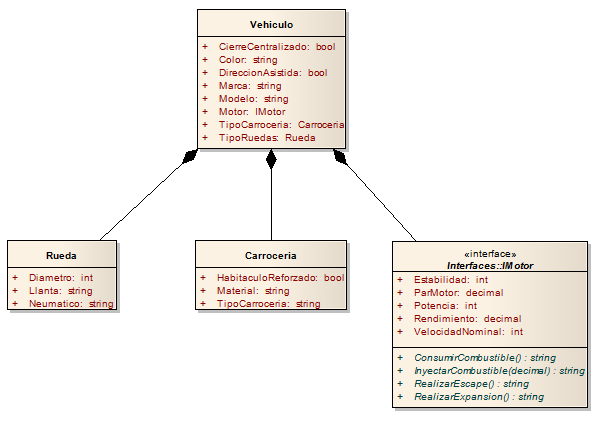 Vehiculo
+ CierreCentralizado: bool
+ Color: string
+ DireccionAsistida: bool
+ Marca: string
+ Modelo: string
+ Motor: IMotor
+ TipoCarroceria: Carroceria
+ TipoRuedas: Rueda
Rueda
+ Diametro: int
+ Llanta: string
+ Neumatico: string
Carroceria
+ HabitaculoReforzado: bool
+ Material: string
+ TipoCarroceria: string
«interface»
Interfaces::IMotor
+ Estabilidad: int
+ ParMotor: decimal
+ Potencia: int
+ Rendimiento: decimal
+ VelocidadNominal: int
+ ConsumirCombustible() : string
+ InyectarCombustible(decimal) : string
+ RealizarEscape() : string
+ RealizarExpansion() : string